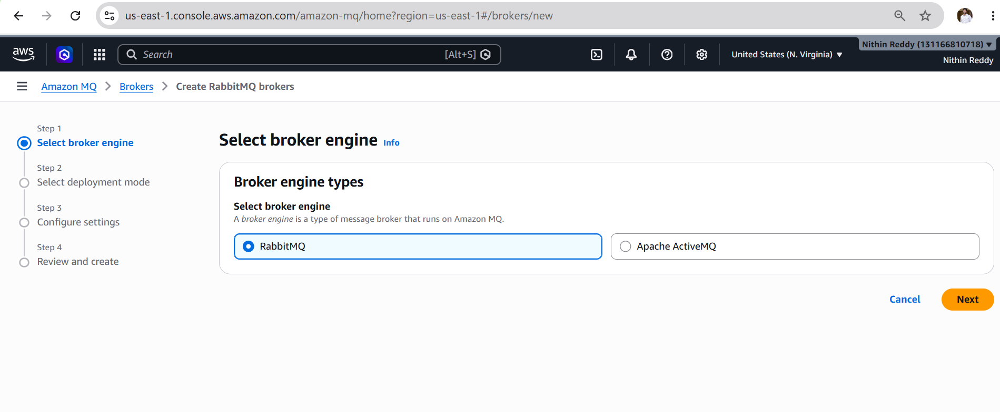 us-east-1.console.aws.amazon.com/amazon-mq/home?region=us-east-1#/brokers/new
aws
Search
[Alt+S]
United States (N. Virginia)
Nithin Reddy (131166810718)
Nithin Reddy
Amazon MQ
Brokers
Create RabbitMQ brokers
Step 1
Select broker engine
Step 2
Select deployment mode
Step 3
Configure settings
Step 4
Review and create
Select broker engine Info
Broker engine types
Select broker engine
A broker engine is a type of message broker that runs on Amazon MQ.
RabbitMQ
Apache ActiveMQ
Cancel
Next